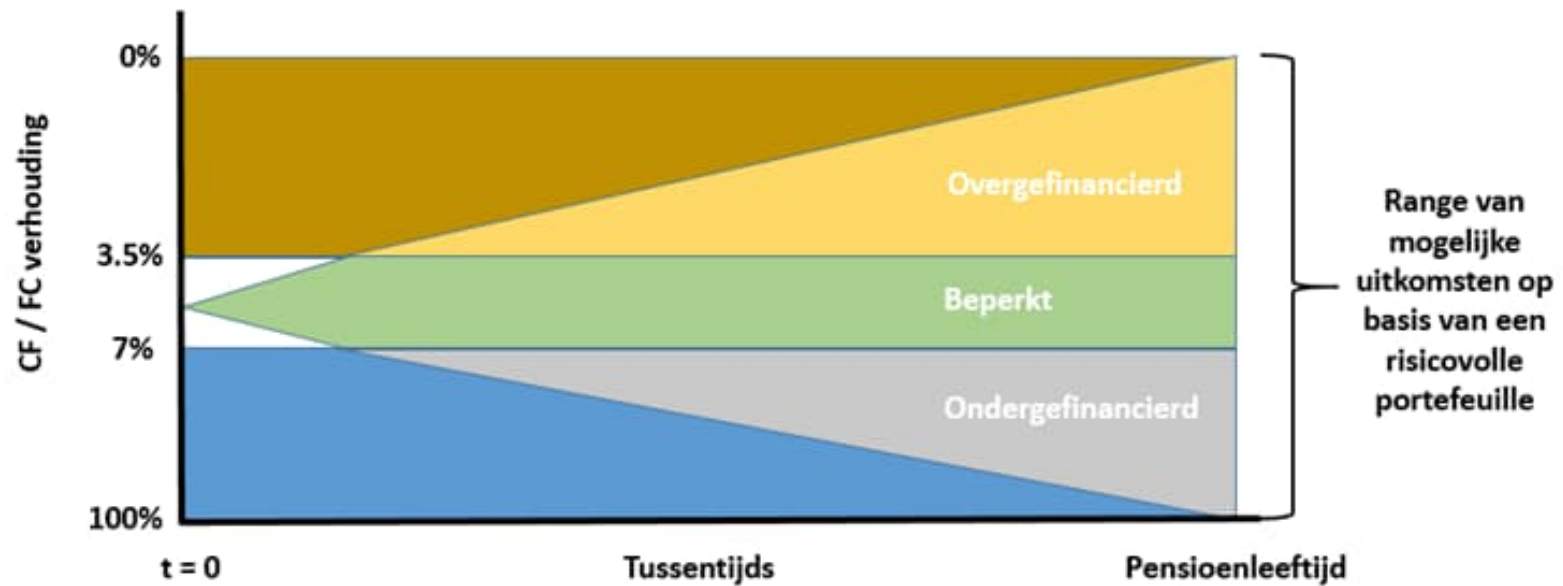 CF / FC verhouding
0%
3.5%
7%
100%
Overgefinancierd
Beperkt
Ondergefinancierd
t = 0
Tussentijds
Pensioenleeftijd
Range van
mogelijke
uitkomsten op
basis van een
risicovolle
portefeuille